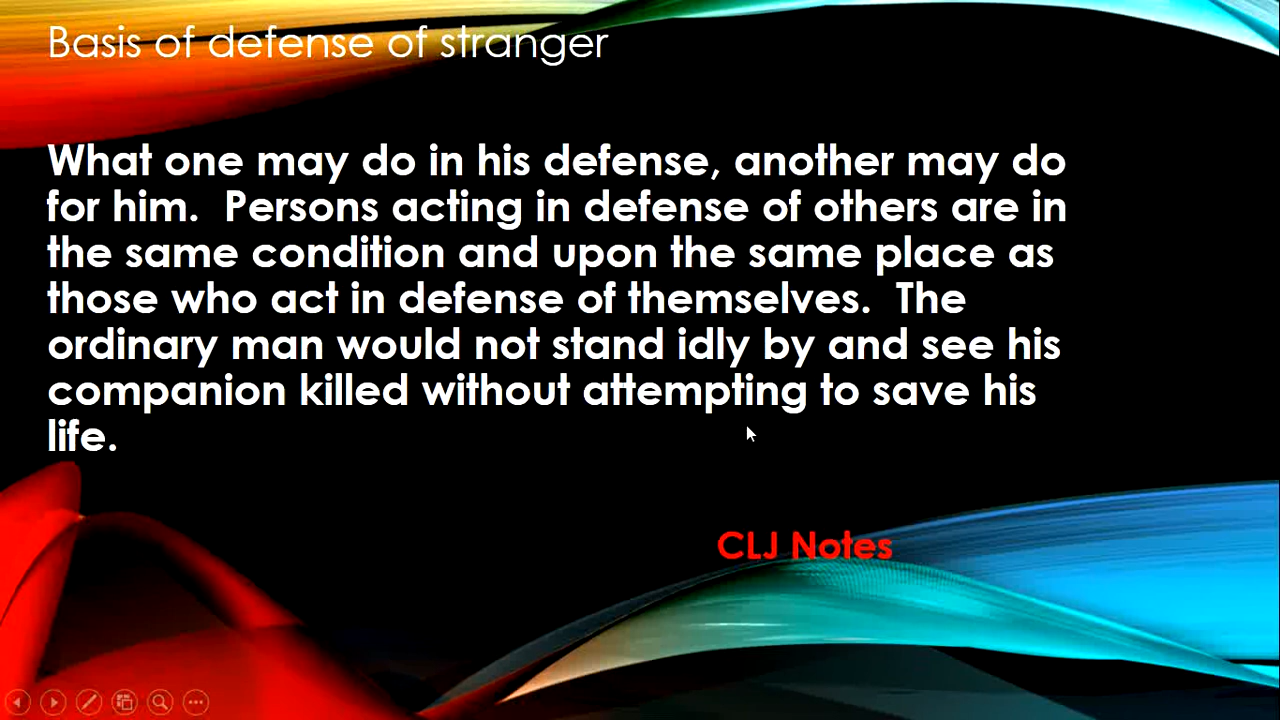 Basis of defense of stranger
What one may do in his defense, another may do
for him.  Persons acting in defense of others are in
the same condition and upon the same place as
those who act in defense of themselves.  The
ordinary man would not stand idly by and see his
companion killed without attempting to save his
life.
CLJ Notes